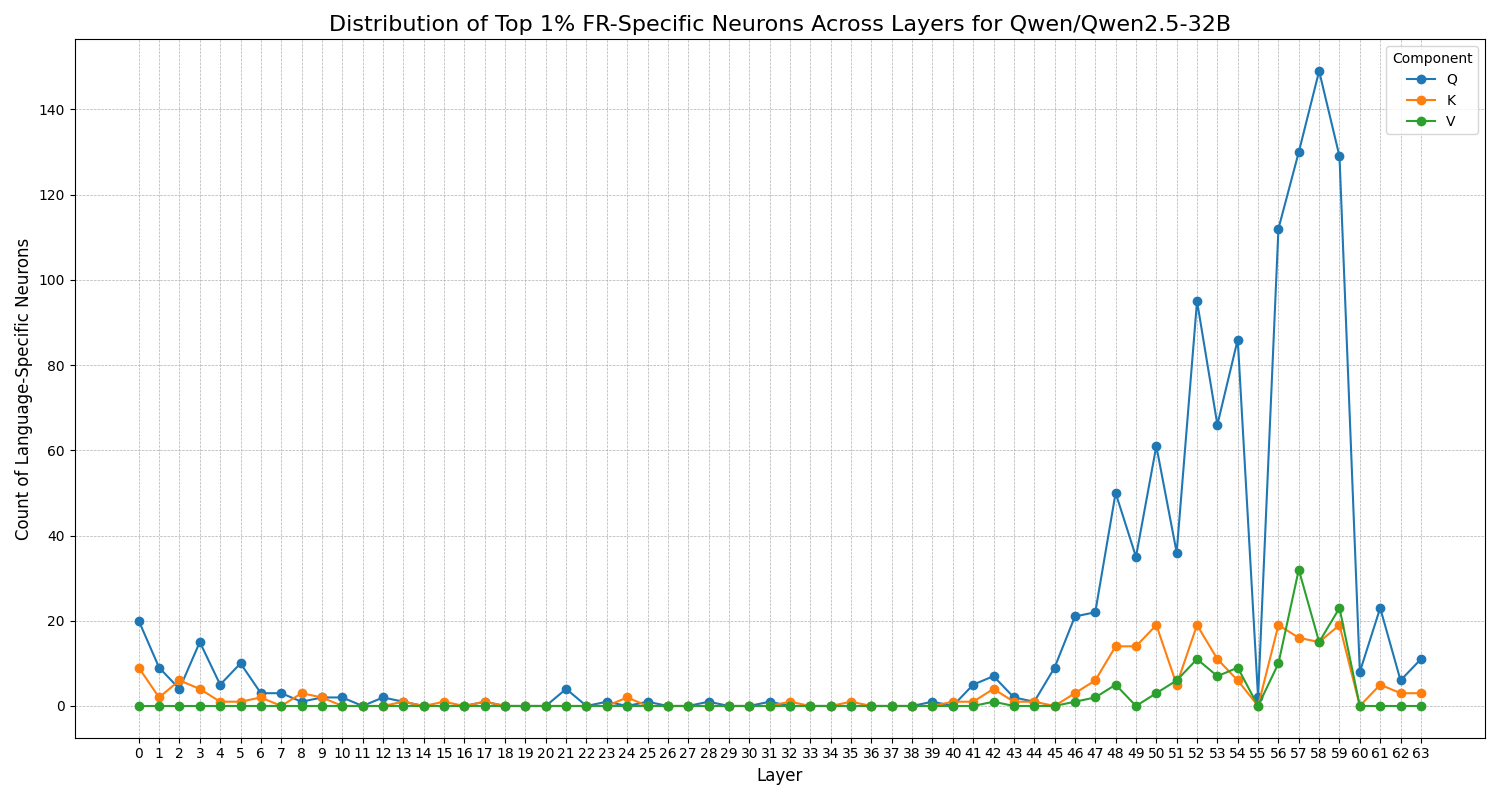 Distribution of Top 1% FR-Specific Neurons Across Layers for Qwen/Qwen2.5-32B
Component
Q
K
V
Count of Language-Specific Neurons
140
120
100
80
60
40
20
0
0 1 2 3 4 5 6 7 8 9 10 11 12 13 14 15 16 17 18 19 20 21 22 23 24 25 26 27 28 29 30 31 32 33 34 35 36 37 38 39 40 41 42 43 44 45 46 47 48 49 50 51 52 53 54 55 56 57 58 59 60 61 62 63
Layer